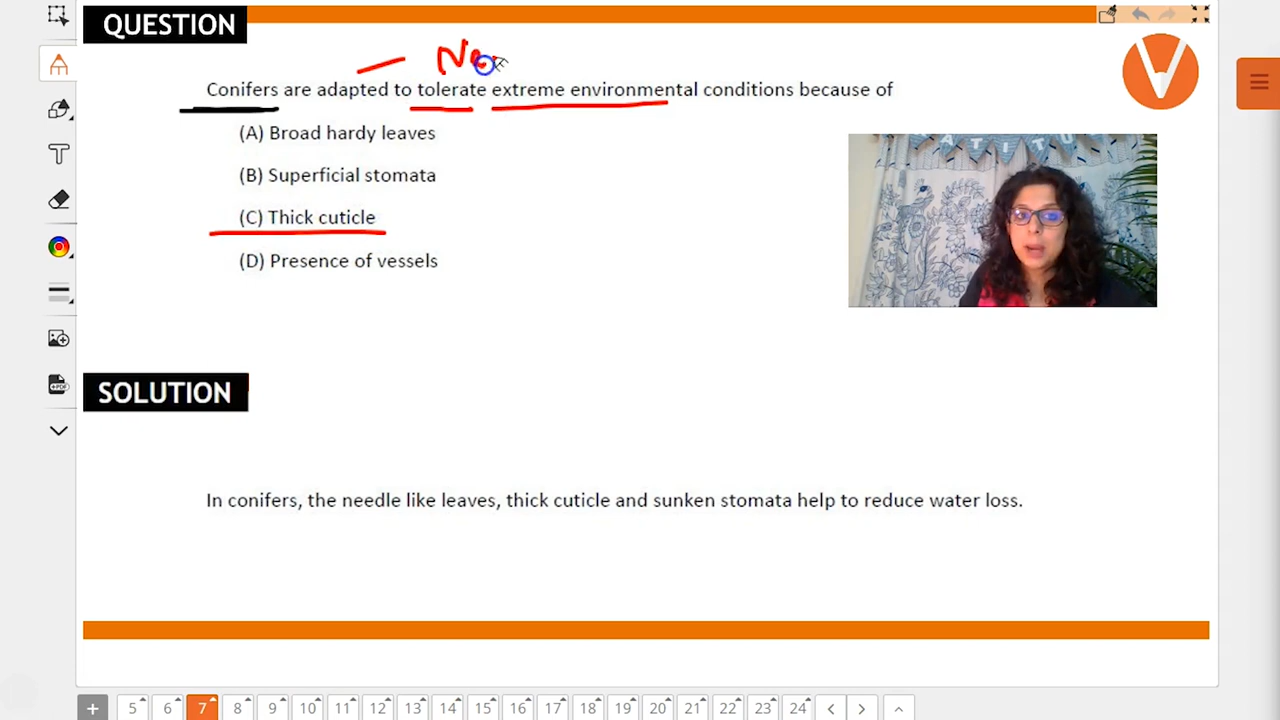 QUESTION
Conifers are adapted to tolerate extreme environmental conditions because of
(A) Broad hardy leaves
(B) Superficial stomata
(C) Thick cuticle
(D) Presence of vessels
SOLUTION
In conifers, the needle like leaves, thick cuticle and sunken stomata help to reduce water loss.
5 6 7 8 9 10 11 12 13 14 15 16 17 18 19 20 21 22 23 24